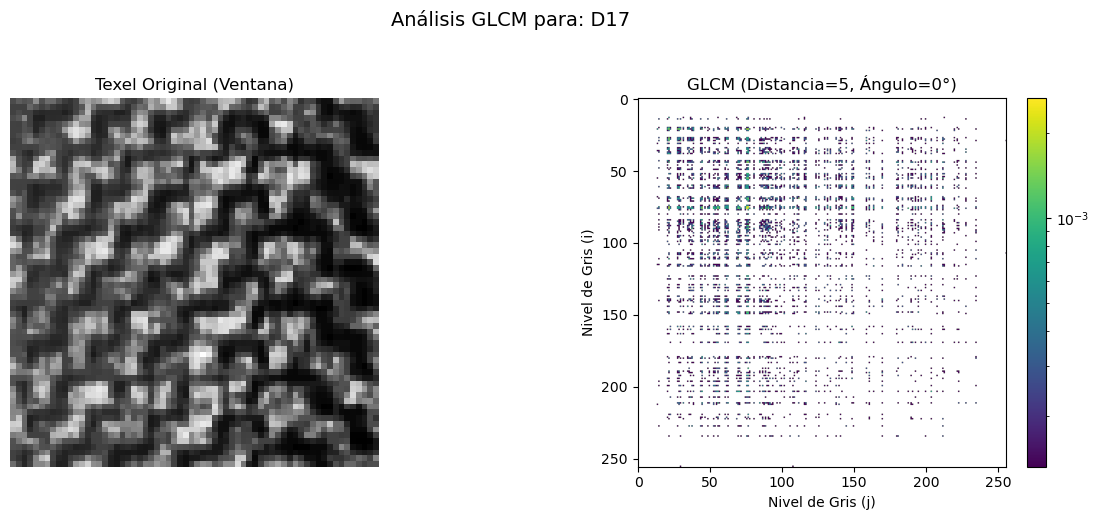 Análisis GLCM para: D17
Texel Original (Ventana)
GLCM (Distancia=5, Ángulo=0°)
Nivel de Gris (i)
0
50
100
150
200
250
0 50 100 150 200 250
Nivel de Gris (j)
10⁻³